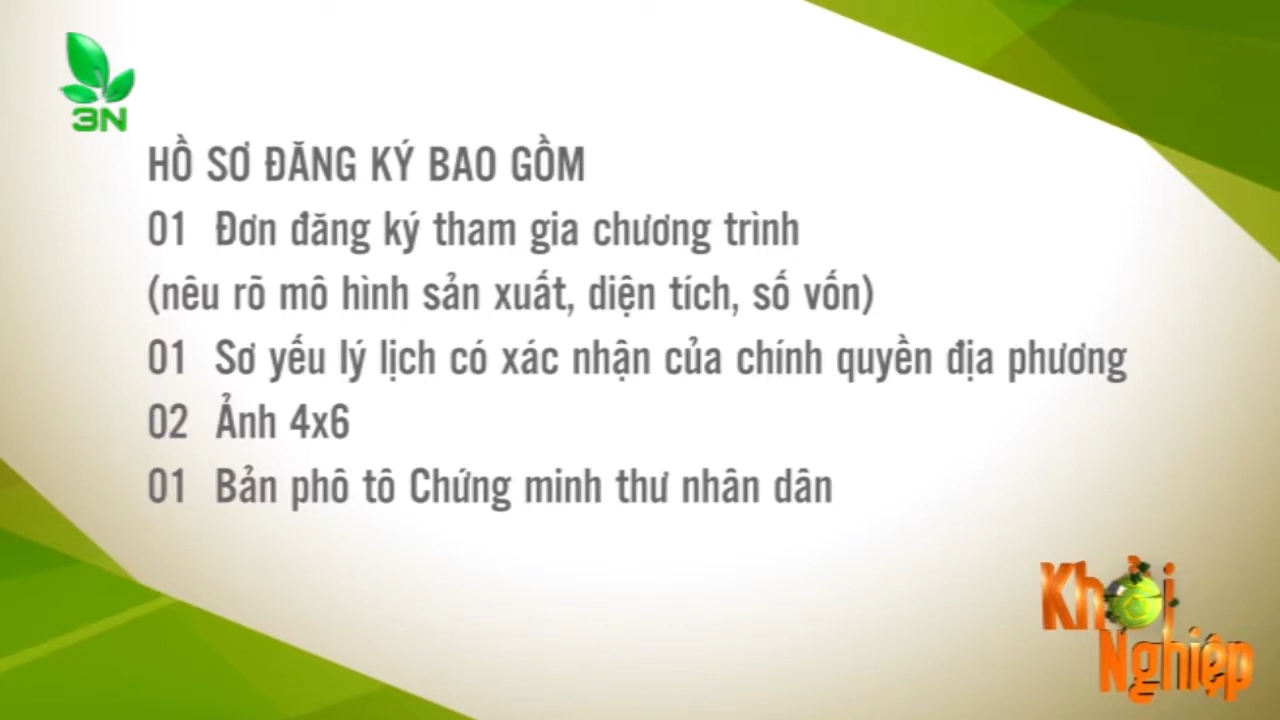 3N
HỒ SƠ ĐĂNG KÝ BAO GỒM
01 Đơn đăng ký tham gia chương trình
(nêu rõ mô hình sản xuất, diện tích, số vốn)
01 Sơ yếu lý lịch có xác nhận của chính quyền địa phương
02 Ảnh 4x6
01 Bản phô tô Chứng minh thư nhân dân
Khởi
Nghiệp